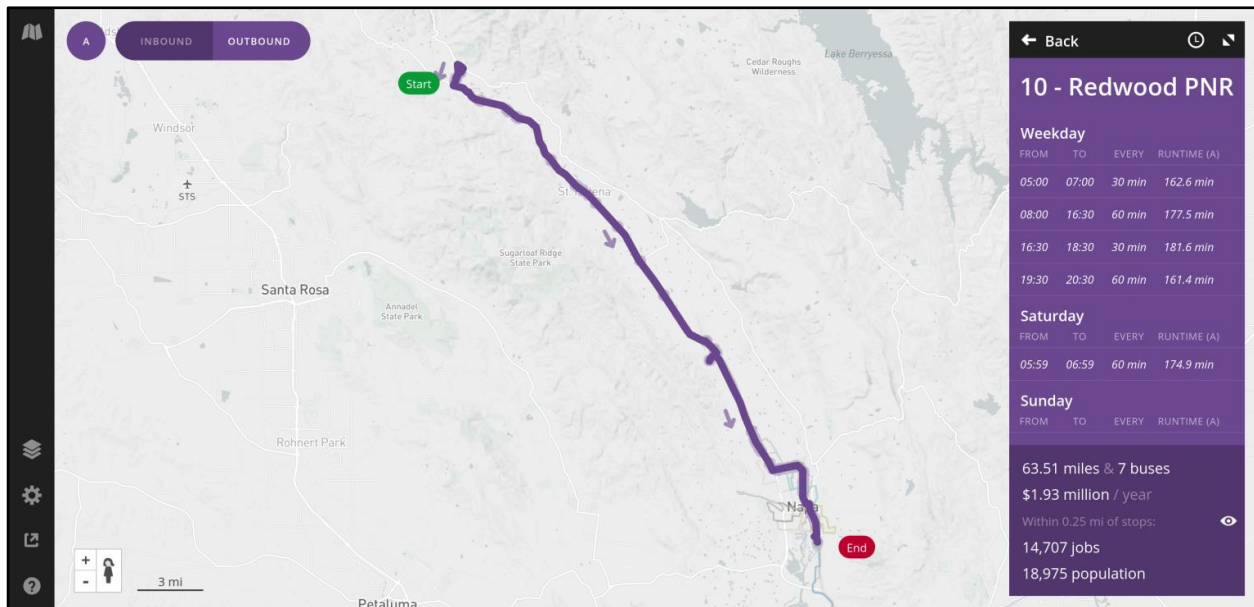 A
INBOUND
OUTBOUND
Start
Windsor
STS
Santa Rosa
Annadel
State Park
Sugarloaf Ridge
State Park
Rohnert Park
Petaluma
Cedar Roughs
Wilderness
Lake Berryessa
St. Helena
Napa
End
+
-
3 mi
?
Back
10 - Redwood PNR
Weekday
FROM TO EVERY RUNTIME (A)
05:00 07:00 30 min 162.6 min
08:00 16:30 60 min 177.5 min
16:30 18:30 30 min 181.6 min
19:30 20:30 60 min 161.4 min
Saturday
FROM TO EVERY RUNTIME (A)
05:59 06:59 60 min 174.9 min
Sunday
FROM TO EVERY RUNTIME (A)
63.51 miles & 7 buses
$1.93 million / year
Within 0.25 mi of stops:
14,707 jobs
18,975 population